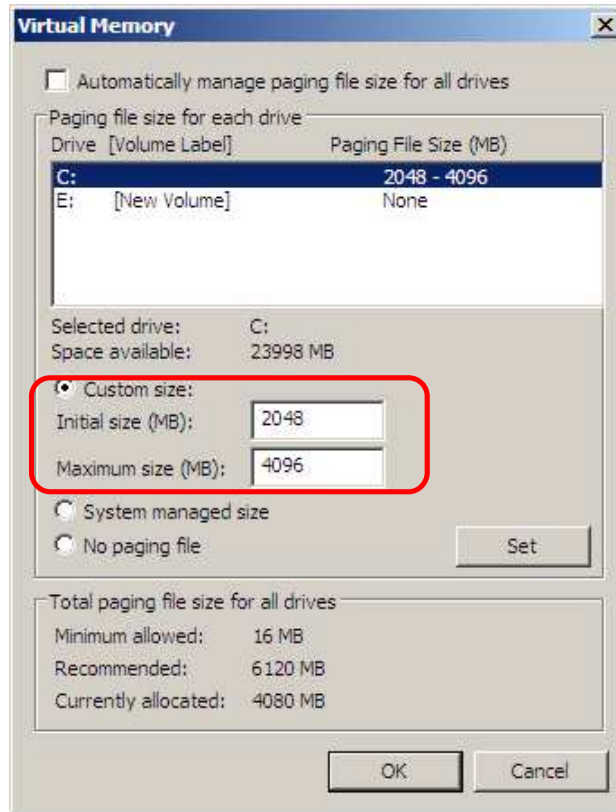 Virtual Memory
Automatically manage paging file size for all drives
Paging file size for each drive
Drive [Volume Label] Paging File Size (MB)
C: 2048 - 4096
E: [New Volume] None
Selected drive: C:
Space available: 23998 MB
Custom size:
Initial size (MB): 2048
Maximum size (MB): 4096
System managed size
No paging file Set
Total paging file size for all drives
Minimum allowed: 16 MB
Recommended: 6120 MB
Currently allocated: 4080 MB
OK Cancel